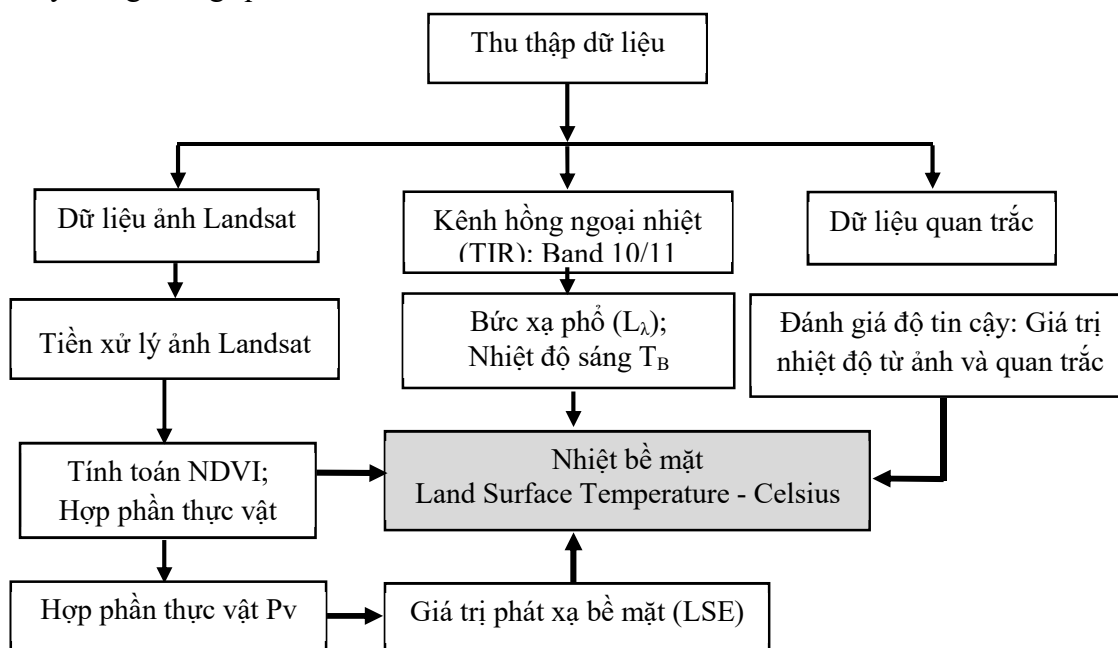 Thu thập dữ liệu
Dữ liệu ảnh Landsat
Kênh hồng ngoại nhiệt
(TIR): Band 10/11
Dữ liệu quan trắc
Tiền xử lý ảnh Landsat
Bức xạ phổ (Lλ);
Nhiệt độ sáng TB
Đánh giá độ tin cậy: Giá trị
nhiệt độ từ ảnh và quan trắc
Tính toán NDVI;
Hợp phần thực vật
Nhiệt bề mặt
Land Surface Temperature - Celsius
Hợp phần thực vật Pv
Giá trị phát xạ bề mặt (LSE)